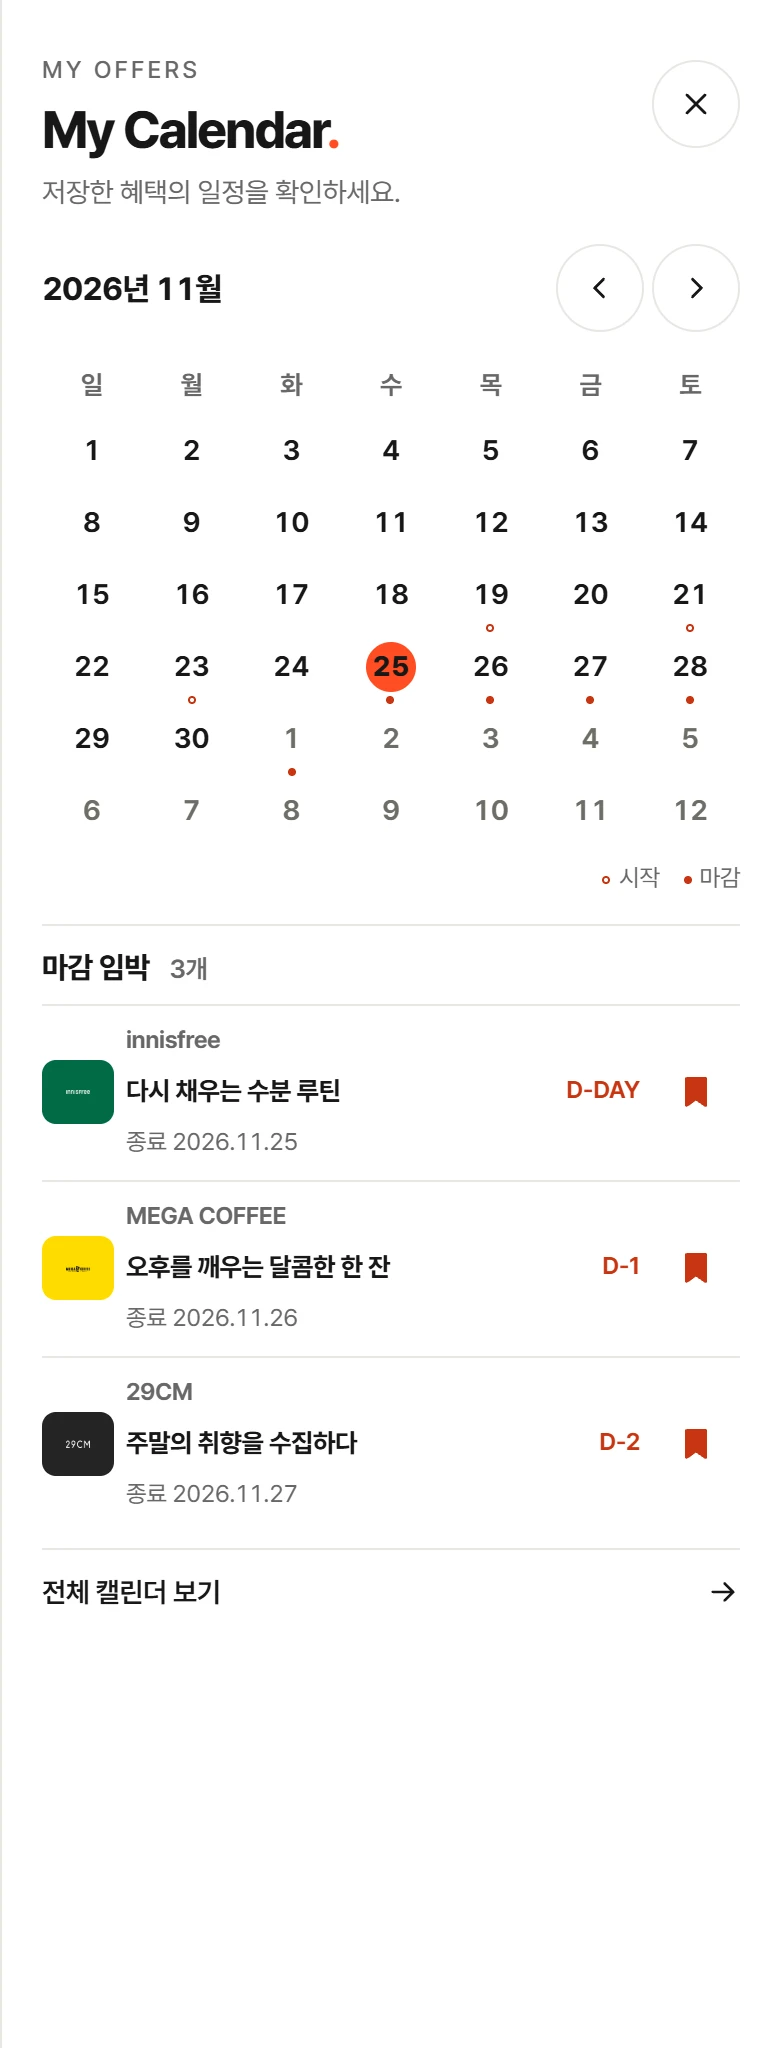 MY OFFERS
My Calendar.
저장한 혜택의 일정을 확인하세요.
2026년 11월
일 월 화 수 목 금 토
1 2 3 4 5 6 7
8 9 10 11 12 13 14
15 16 17 18 19 20 21
22 23 24 25 26 27 28
29 30 1 2 3 4 5
6 7 8 9 10 11 12
시작 마감
마감 임박 3개
innisfree
innisfree
다시 채우는 수분 루틴 D-DAY
종료 2026.11.25
MEGA COFFEE
오후를 깨우는 달콤한 한 잔 D-1
종료 2026.11.26
29CM
29CM
주말의 취향을 수집하다 D-2
종료 2026.11.27
전체 캘린더 보기